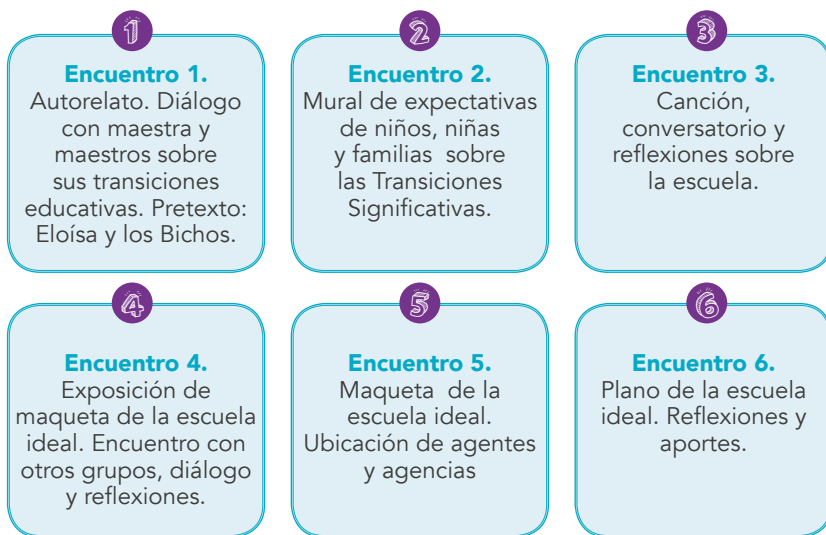 1
Encuentro 1.
Autorelato. Diálogo
con maestra y
maestros sobre
sus transiciones
educativas. Pretexto:
Eloísa y los Bichos.
2
Encuentro 2.
Mural de expectativas
de niños, niñas
y familias sobre
las Transiciones
Significativas.
3
Encuentro 3.
Canción,
conversatorio y
reflexiones sobre
la escuela.
4
Encuentro 4.
Exposición de
maqueta de la escuela
ideal. Encuentro con
otros grupos, diálogo
y reflexiones.
5
Encuentro 5.
Maqueta de la
escuela ideal.
Ubicación de agentes
y agencias
6
Encuentro 6.
Plano de la escuela
ideal. Reflexiones y
aportes.